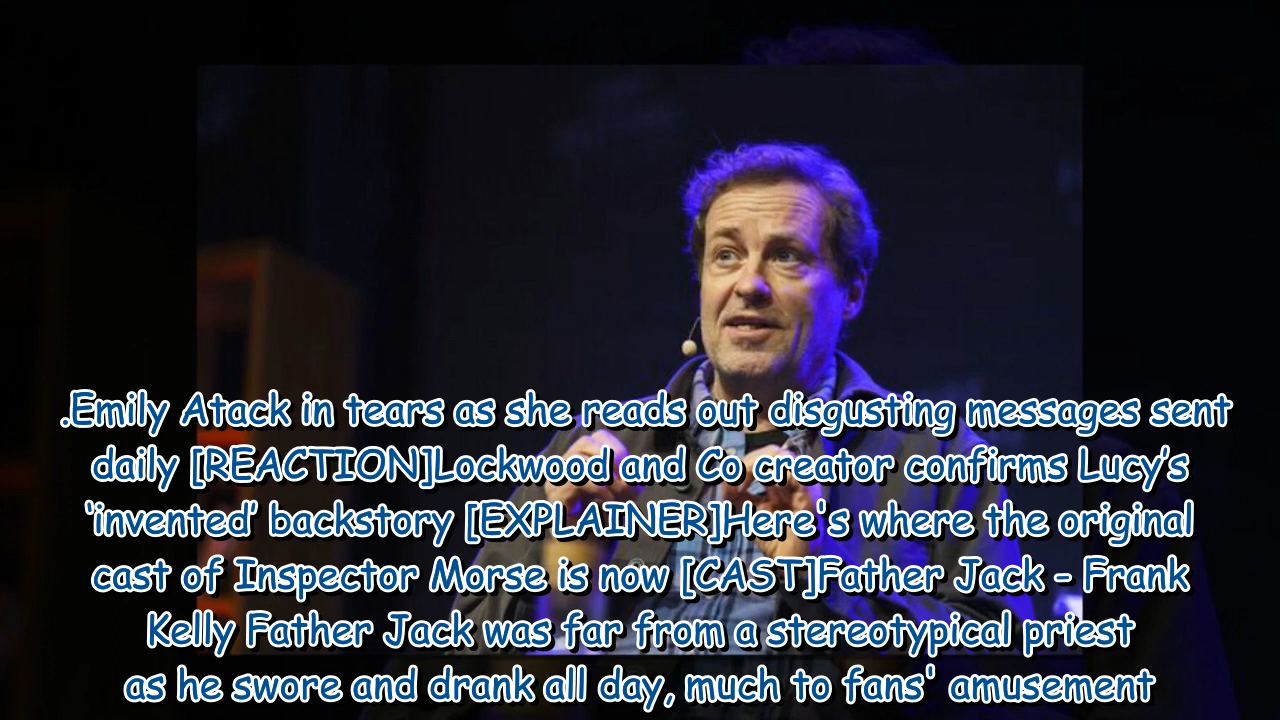 .Emily Atack in tears as she reads out disgusting messages sent
daily [REACTION]Lockwood and Co creator confirms Lucy’s
‘invented’ backstory [EXPLAINER]Here's where the original
cast of Inspector Morse is now [CAST]Father Jack – Frank
Kelly Father Jack was far from a stereotypical priest
as he swore and drank all day, much to fans' amusement